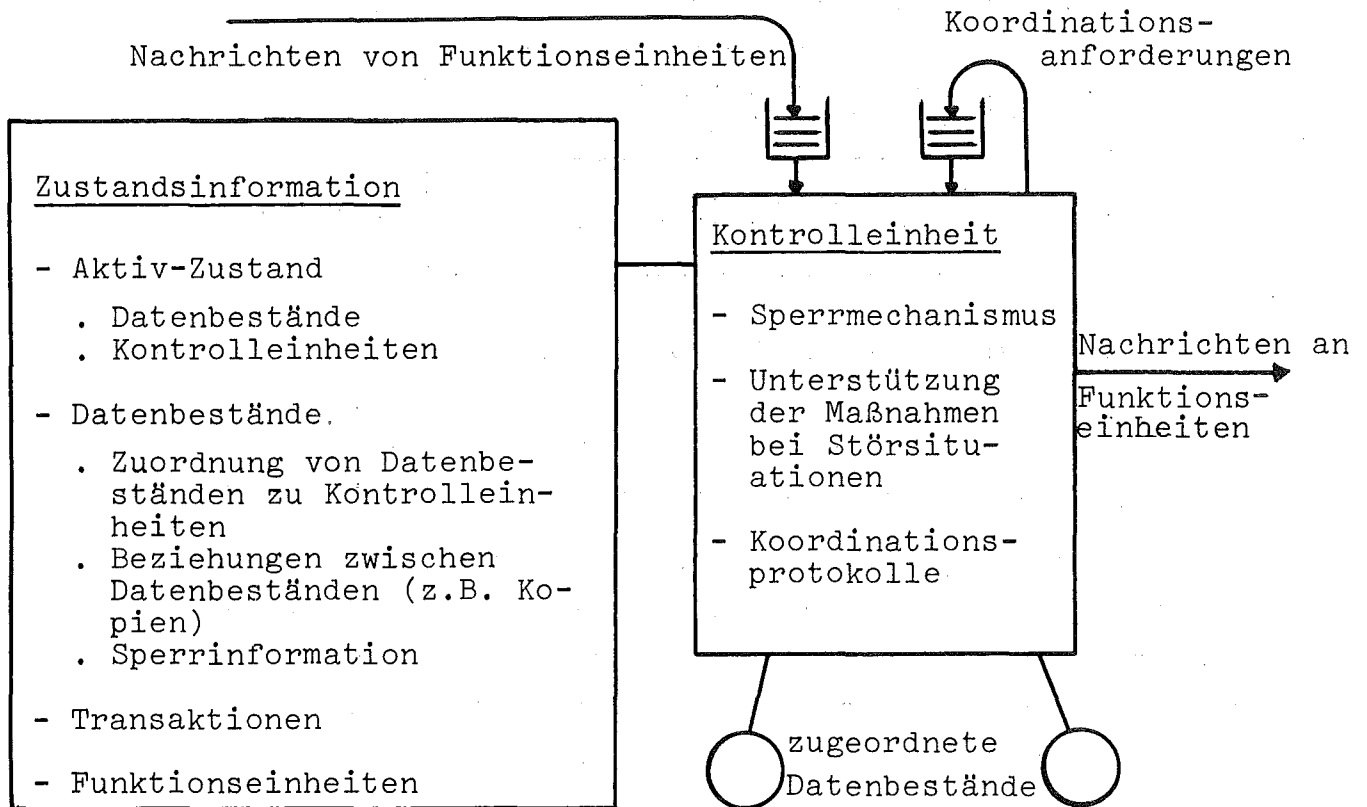 Nachrichten von Funktionseinheiten
Koordinations-
anforderungen
Zustandsinformation
- Aktiv-Zustand
. Datenbestände
. Kontrolleinheiten
- Datenbestände
. Zuordnung von Datenbe-
ständen zu Kontrollein-
heiten
. Beziehungen zwischen
Datenbeständen (z.B. Ko-
pien)
. Sperrinformation
- Transaktionen
- Funktionseinheiten
Kontrolleinheit
- Sperrmechanismus
- Unterstützung
der Maßnahmen
bei Störsitu-
ationen
- Koordinations-
protokolle
Nachrichten an
Funktions-
einheiten
zugeordnete
Datenbestände